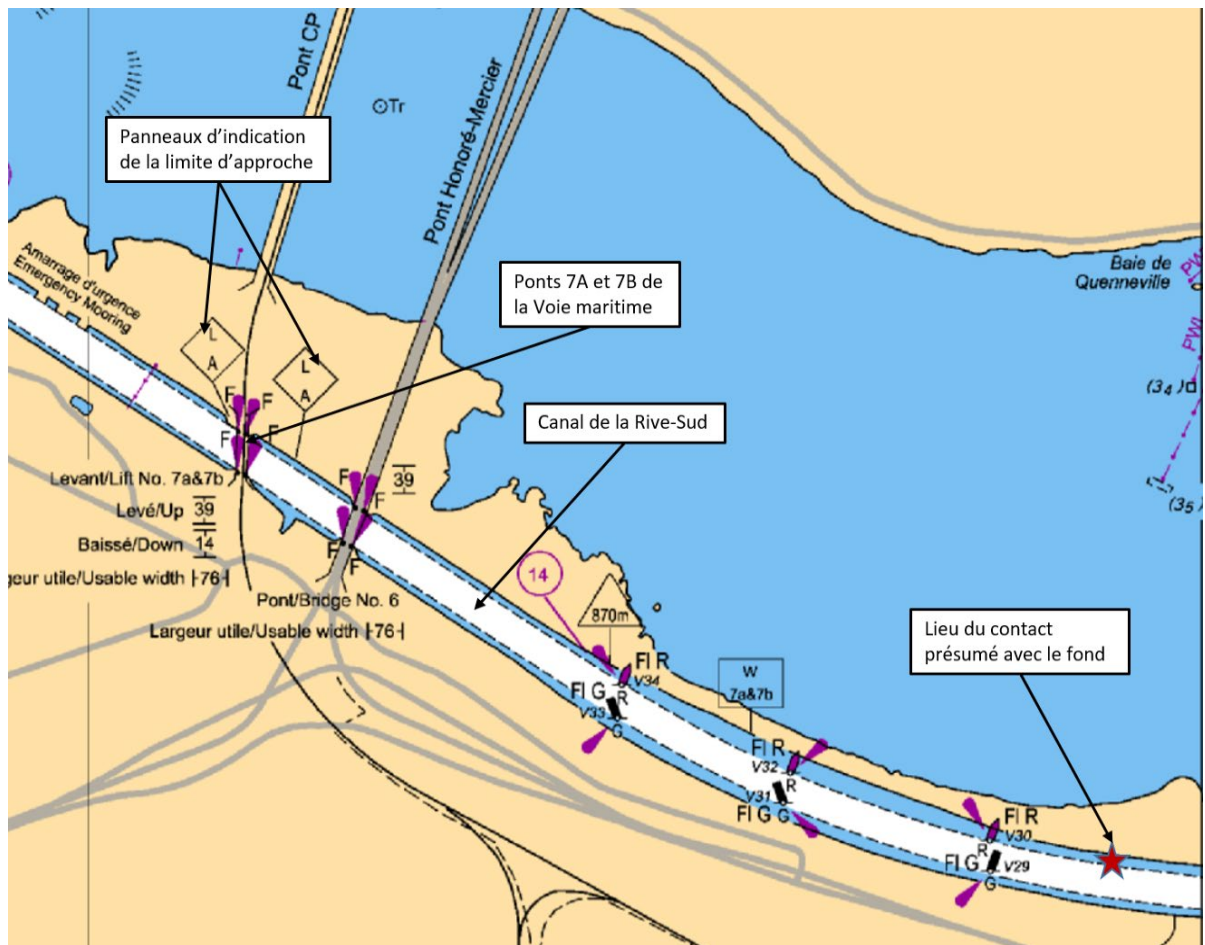 Pont CP
Tr
Pont Honoré-Mercier
Panneaux d'indication
de la limite d'approche
Amarrage d'urgence
Emergency Mooring
Ponts 7A et 7B de
la Voie maritime
Baie de
Quenneville
PWI
PWI
(3₄)
(3₅)
L
A
L
A
F
F
F
F
Canal de la Rive-Sud
Levant/Lift No. 7a&7b
Levé/Up 39
Baissé/Down 14
geur utile/Usable width 76
F
F
39
F
F
Pont/Bridge No. 6
Largeur utile/Usable width 76
14
870m
Fl R
R V34
Fl G
V33
G
W
7a&7b
Fl R
V32
R
V31
Fl G G
Lieu du contact
présumé avec le fond
Fl R
V30
R
Fl G V29
G